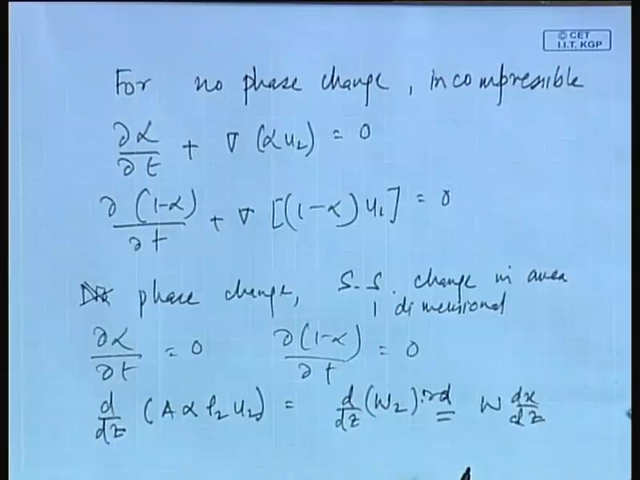 © CET
I.I.T. KGP
For no phase change, incompressible
∂α/∂t + ∇ (α u₂) = 0
∂(1-α)/∂t + ∇ [(1-α) u₁] = 0
phase change, S.S. change in area
1 dimensional
∂α/∂t = 0 ∂(1-α)/∂t = 0
d/dz (A α ρ₂ u₂) = d/dz (W₂) = W dx/dz